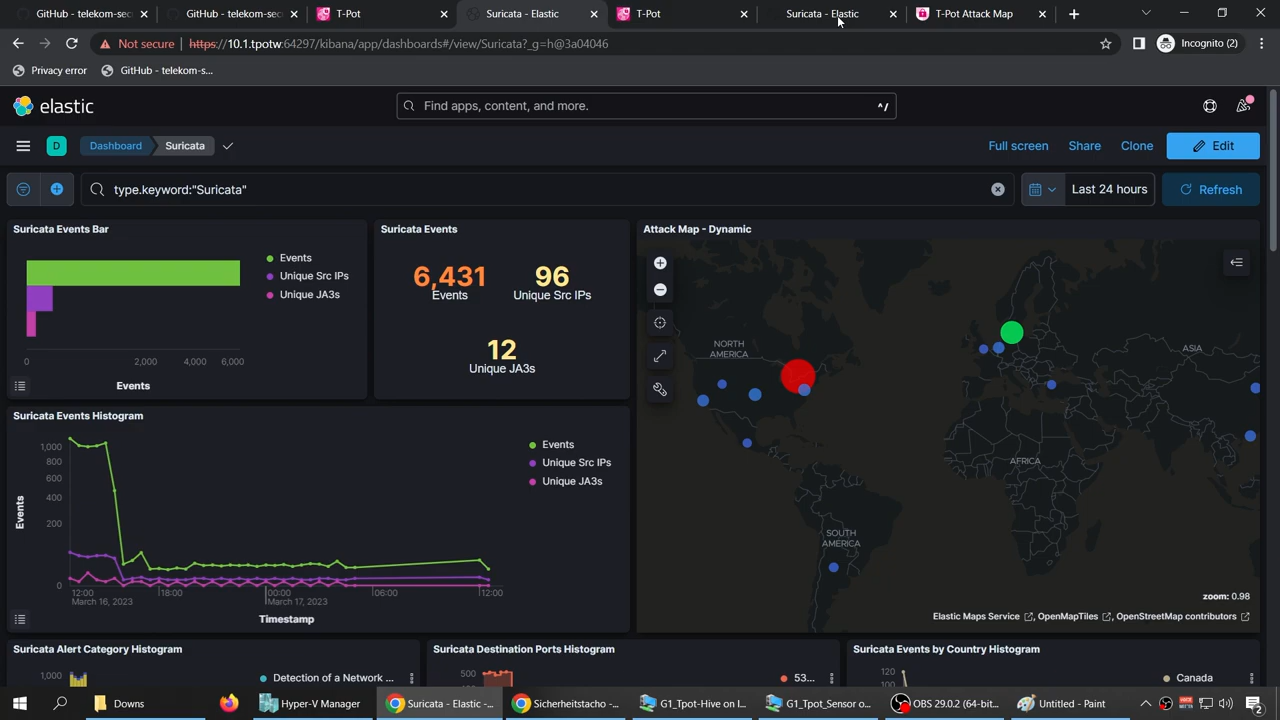 GitHub - telekom-sec
GitHub - telekom-sec
T-Pot
Suricata - Elastic
T-Pot
Suricata - Elastic
T-Pot Attack Map
Not secure
https://10.1.tpotw:64297/kibana/app/dashboards#/view/Suricata?_g=h@3a04046
Incognito (2)
Privacy error
GitHub - telekom-s...
elastic
Find apps, content, and more.
^/
D
Dashboard
Suricata
Full screen
Share
Clone
Edit
type.keyword:"Suricata"
Last 24 hours
Refresh
Suricata Events Bar
Events
Unique Src IPs
Unique JA3s
0
2,000
4,000
6,000
Events
Suricata Events
6,431
Events
96
Unique Src IPs
12
Unique JA3s
Attack Map - Dynamic
NORTH
AMERICA
ASIA
AFRICA
SOUTH
AMERICA
zoom: 0.98
Elastic Maps Service, OpenMapTiles, OpenStreetMap contributors
Suricata Events Histogram
1,000
800
600
400
200
0
Events
Events
Unique Src IPs
Unique JA3s
12:00
18:00
00:00
06:00
12:00
March 16, 2023
March 17, 2023
Timestamp
Suricata Alert Category Histogram
1,000
Detection of a Network ...
Suricata Destination Ports Histogram
500
53...
Suricata Events by Country Histogram
120
100
Canada
Downs
Hyper-V Manager
Suricata - Elastic -...
Sicherheitstacho -...
G1_Tpot-Hive on l...
G1_Tpot_Sensor o...
OBS 29.0.2 (64-bit...
Untitled - Paint
2